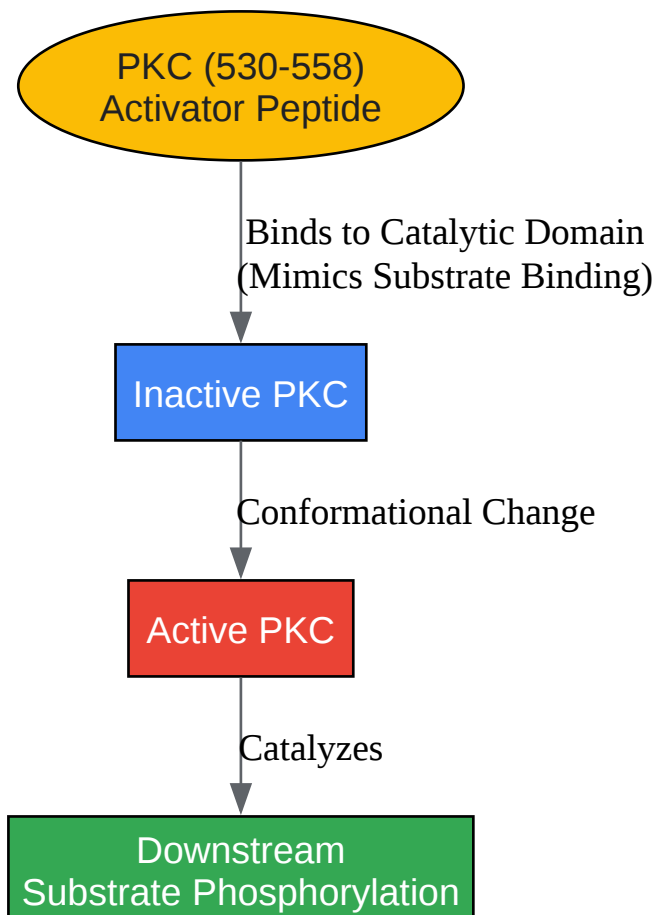 PKC (530-558)
Activator Peptide
Binds to Catalytic Domain
(Mimics Substrate Binding)
Inactive PKC
Conformational Change
Active PKC
Catalyzes
Downstream
Substrate Phosphorylation